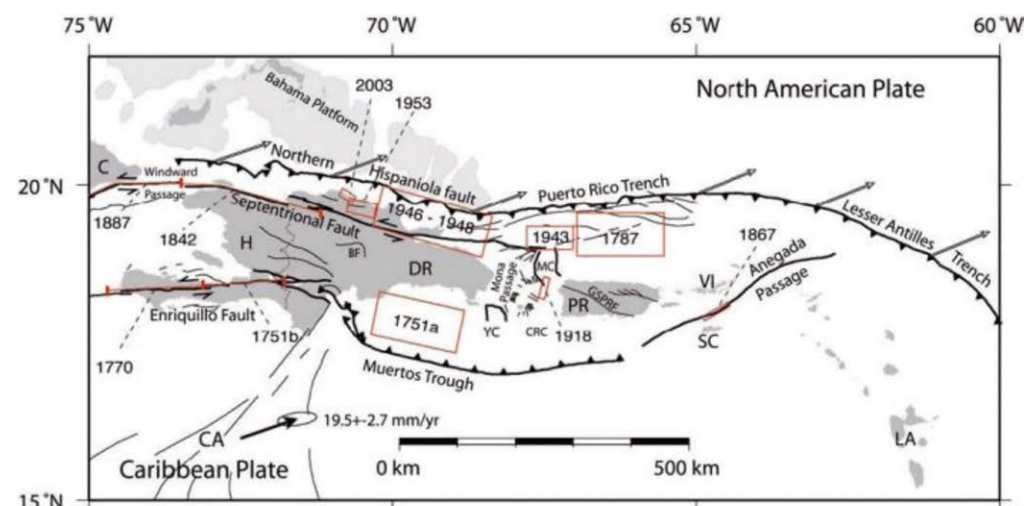 75°W 70°W 65°W 60°W
Bahama Platform
2003
1953
North American Plate
C
Windward
Passage
Northern
Hispaniola fault
Puerto Rico Trench
20°N
1887
1842
Septentrional Fault
1946 - 1948
1943
1787
1867
Lesser Antilles
Trench
H
BF
DR
Mona
Passage
MC
PR
GSPRF
VI
Anegada
Passage
Enriquillo Fault
1751b
1751a
YC
CRC
1918
SC
1770
Muertos Trough
19.5+-2.7 mm/yr
CA
LA
Caribbean Plate
0 km 500 km
15°N